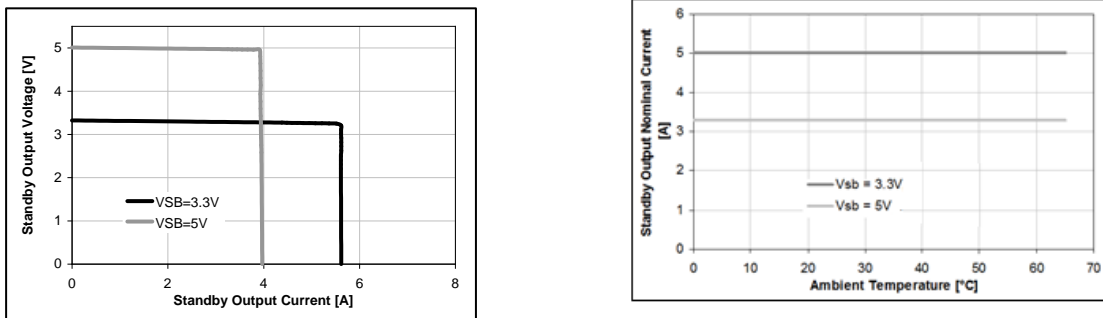 Standby Output Voltage [V]
5
4
3
2
1
0
VSB=3.3V
VSB=5V
0 2 4 6 8
Standby Output Current [A]
Standby Output Nominal Current
[A]
6
5
4
3
2
1
0
Vsb = 3.3V
Vsb = 5V
0 10 20 30 40 50 60 70
Ambient Temperature [°C]